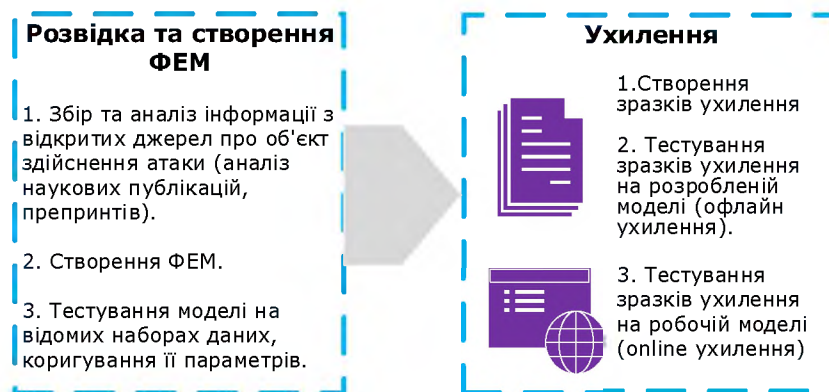 Розвідка та створення
ФЕМ
1. Збір та аналіз інформації з
відкритих джерел про об'єкт
здійснення атаки (аналіз
наукових публікацій,
препринтів).
2. Створення ФЕМ.
3. Тестування моделі на
відомих наборах даних,
коригування її параметрів.
Ухилення
1.Створення
зразків ухилення
2. Тестування
зразків ухилення
на розробленій
моделі (офлайн
ухилення).
3. Тестування
зразків ухилення
на робочій моделі
(online ухилення)